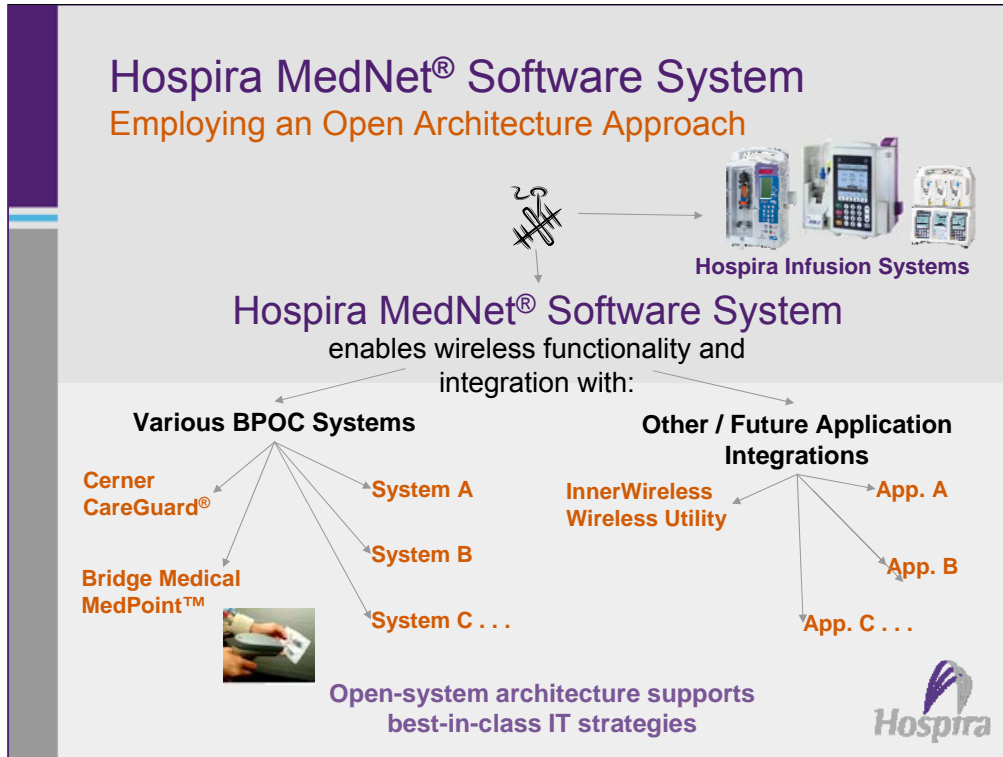 Hospira MedNet® Software System
Employing an Open Architecture Approach
Hospira Infusion Systems
Hospira MedNet® Software System
enables wireless functionality and
integration with:
Various BPOC Systems
Cerner
CareGuard®
Bridge Medical
MedPoint™
System A
System B
System C . . .
Other / Future Application
Integrations
InnerWireless
Wireless Utility
App. A
App. B
App. C . . .
Open-system architecture supports
best-in-class IT strategies
Hospira